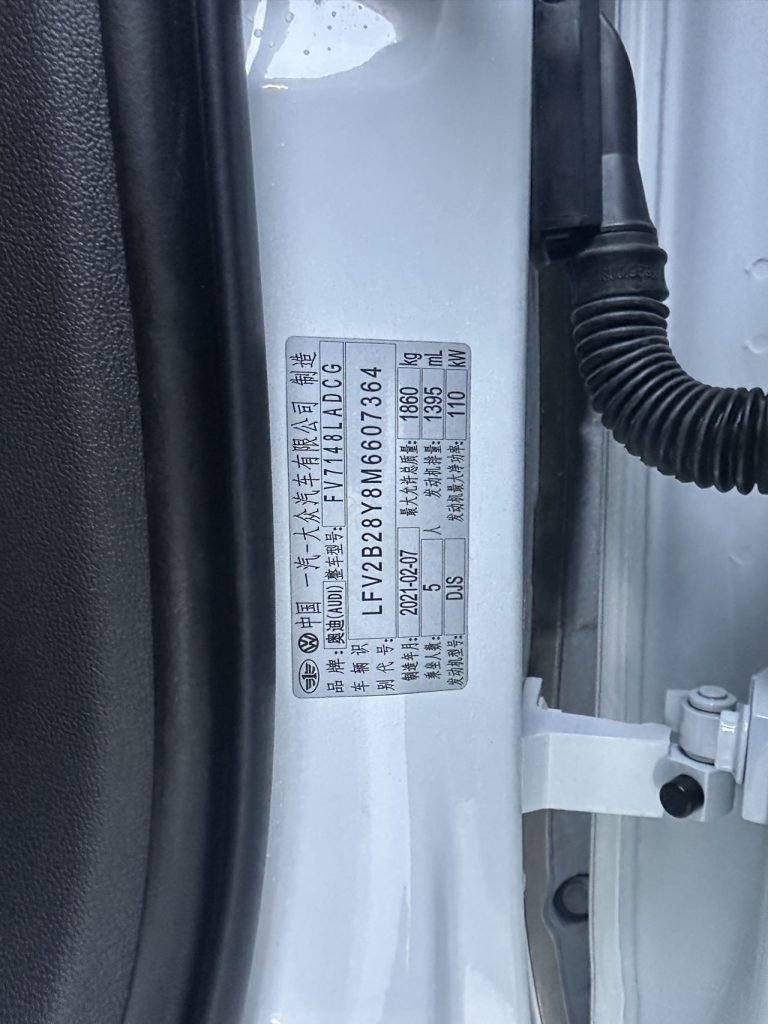 中国 一汽-大众汽车有限公司 制造
品牌:奥迪(AUDI) 整车型号: FV7148LADCG
车辆识别代号: LFV2B28Y8M6607364
制造年月: 2021-02-07 最大允许总质量: 1860 kg
乘坐人数: 5 人 发动机排量: 1395 mL
发动机型号: DJS 发动机最大净功率: 110 kW